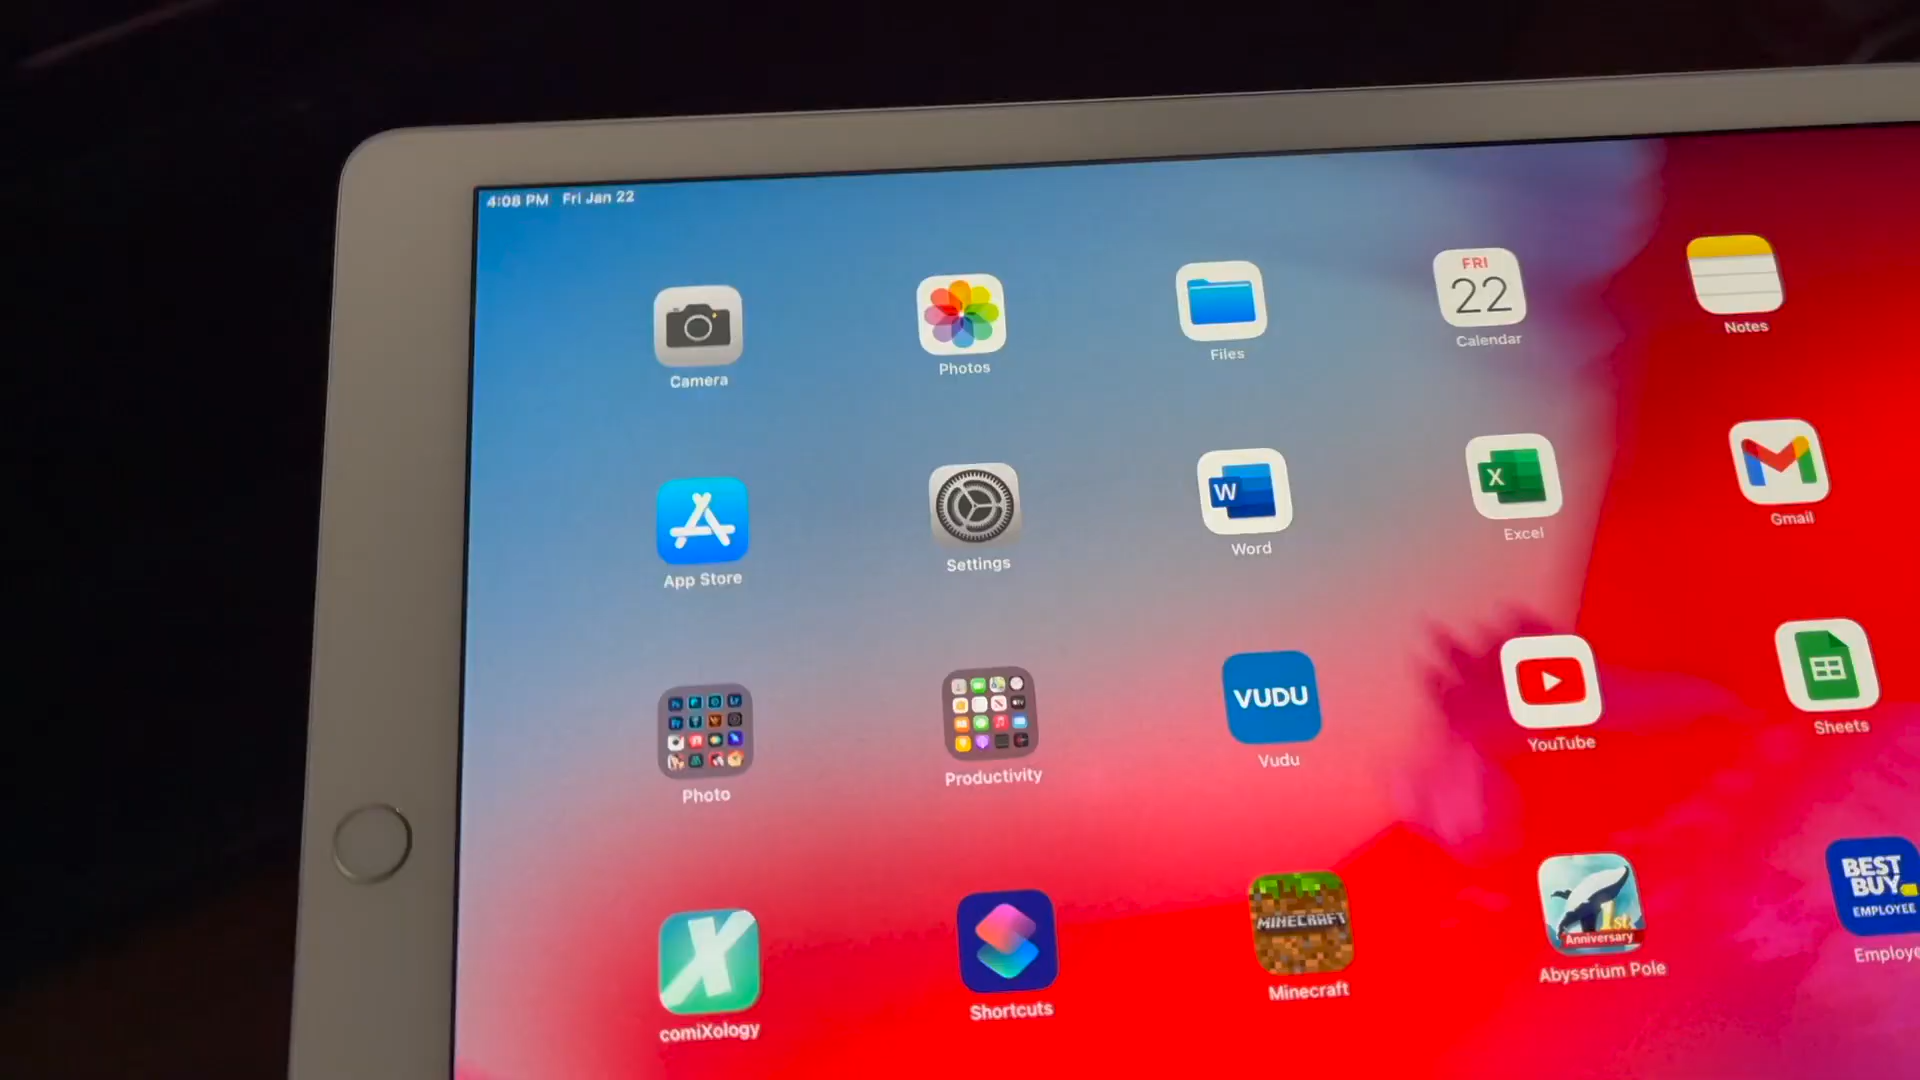 4:08 PM Fri Jan 22
FRI
22
Camera
Photos
Files
Calendar
Notes
W
X
App Store
Settings
Word
Excel
Gmail
VUDU
Photo
Productivity
Vudu
YouTube
Sheets
MINECRAFT
1st
Anniversary
BEST
BUY
EMPLOYEE
comiXology
Shortcuts
Minecraft
Abyssrium Pole
Employe